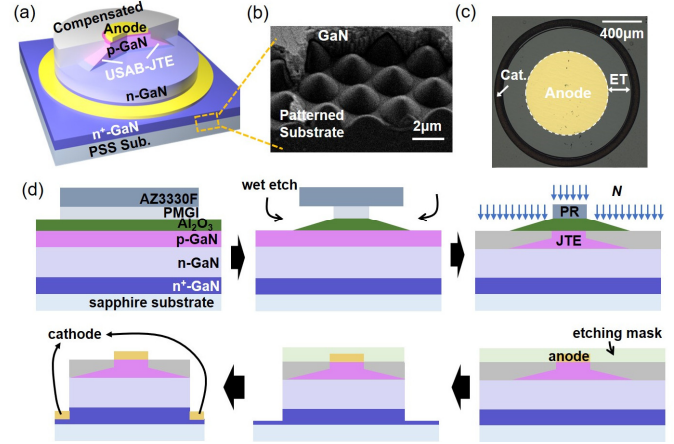 (a)
Compensated
Anode
p-GaN
USAB-JTE
n-GaN
n⁺-GaN
PSS Sub.
(b)
GaN
Patterned
Substrate
2μm
(c)
400μm
Cat.
ET
Anode
(d)
AZ3330F
PMGI
Al₂O₃
p-GaN
n-GaN
n⁺-GaN
sapphire substrate
wet etch
N
PR
JTE
cathode
etching mask
anode